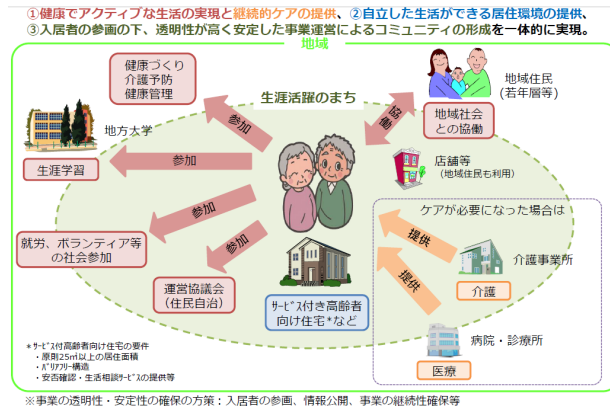 ①健康でアクティブな生活の実現と継続的ケアの提供、②自立した生活ができる居住環境の提供、
③入居者の参画の下、透明性が高く安定した事業運営によるコミュニティの形成を一体的に実現。
地域
生涯活躍のまち
健康づくり
介護予防
健康管理
参加
協働
地域住民
(若年層等)
地域社会
との協働
地方大学
生涯学習
参加
店舗等
(地域住民も利用)
就労、ボランティア等
の社会参加
参加
運営協議会
(住民自治)
参加
サービス付き高齢者
向け住宅*など
ケアが必要になった場合は
提供
介護事業所
介護
提供
病院・診療所
医療
*サービス付高齢者向け住宅の要件
・原則25㎡以上の居住面積
・バリアフリー構造
・安否確認・生活相談サービスの提供等
※事業の透明性・安定性の確保の方策:入居者の参画、情報公開、事業の継続性確保等